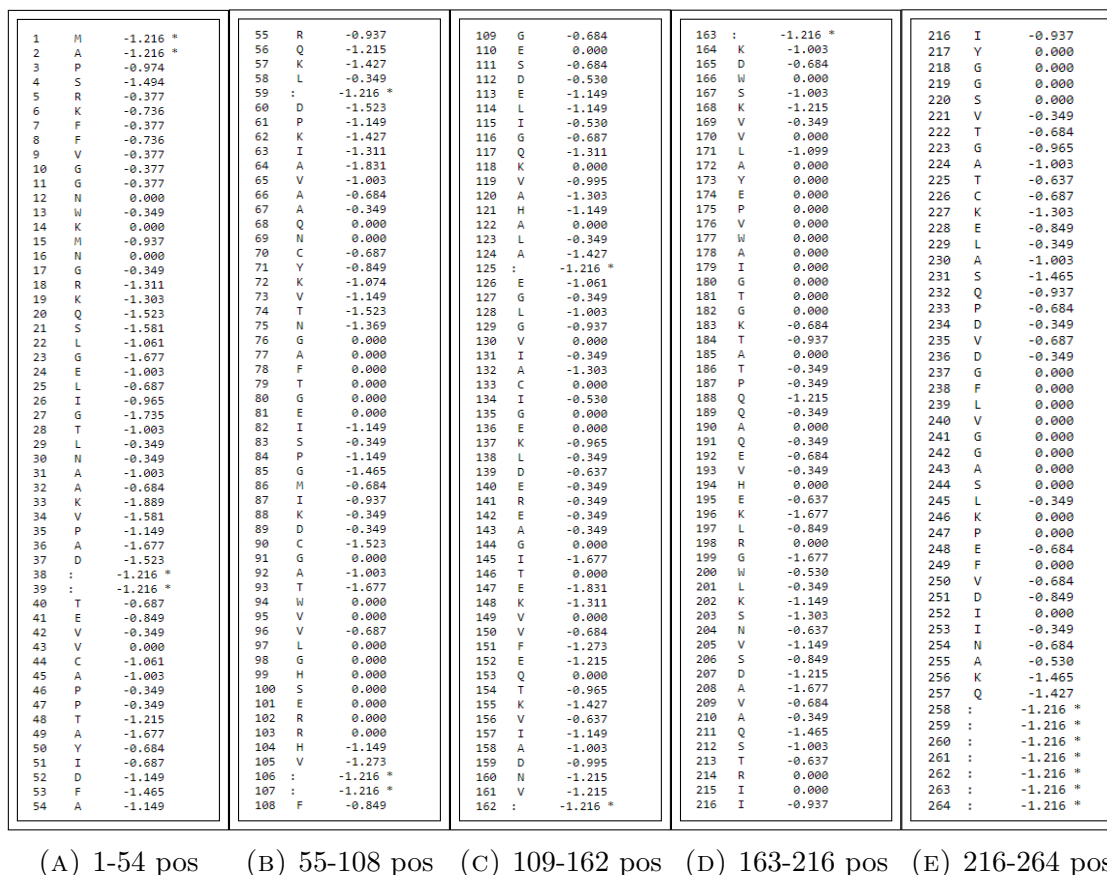 1 M -1.216 *
2 A -1.216 *
3 P -0.974
4 S -1.494
5 R -0.377
6 K -0.736
7 F -0.377
8 F -0.736
9 V -0.377
10 G -0.377
11 G -0.377
12 N 0.000
13 W -0.349
14 K 0.000
15 M -0.937
16 N 0.000
17 G -0.349
18 R -1.311
19 K -1.303
20 Q -1.523
21 S -1.581
22 L -1.061
23 G -1.677
24 E -1.003
25 L -0.687
26 I -0.965
27 G -1.735
28 T -1.003
29 L -0.349
30 N -0.349
31 A -1.003
32 A -0.684
33 K -1.889
34 V -1.581
35 P -1.149
36 A -1.677
37 D -1.523
38 : -1.216 *
39 : -1.216 *
40 T -0.687
41 E -0.849
42 V -0.349
43 V 0.000
44 C -1.061
45 A -1.003
46 P -0.349
47 P -0.349
48 T -1.215
49 A -1.677
50 Y -0.684
51 I -0.687
52 D -1.149
53 F -1.465
54 A -1.149
55 R -0.937
56 Q -1.215
57 K -1.427
58 L -0.349
59 : -1.216 *
60 D -1.523
61 P -1.149
62 K -1.427
63 I -1.311
64 A -1.831
65 V -1.003
66 A -0.684
67 A -0.349
68 Q 0.000
69 N 0.000
70 C -0.687
71 Y -0.849
72 K -1.074
73 V -1.149
74 T -1.523
75 N -1.369
76 G 0.000
77 A 0.000
78 F 0.000
79 T 0.000
80 G 0.000
81 E 0.000
82 I -1.149
83 S -0.349
84 P -1.149
85 G -1.465
86 M -0.684
87 I -0.937
88 K -0.349
89 D -0.349
90 C -1.523
91 G 0.000
92 A -1.003
93 T -1.677
94 W 0.000
95 V 0.000
96 V -0.687
97 L 0.000
98 G 0.000
99 H 0.000
100 S 0.000
101 E 0.000
102 R 0.000
103 R 0.000
104 H -1.149
105 V -1.273
106 : -1.216 *
107 : -1.216 *
108 F -0.849
109 G -0.684
110 E 0.000
111 S -0.684
112 D -0.530
113 E -1.149
114 L -1.149
115 I -0.530
116 G -0.687
117 Q -1.311
118 K 0.000
119 V -0.995
120 A -1.303
121 H -1.149
122 A 0.000
123 L -0.349
124 A -1.427
125 : -1.216 *
126 E -1.061
127 G -0.349
128 L -1.003
129 G -0.937
130 V 0.000
131 I -0.349
132 A -1.303
133 C 0.000
134 I -0.530
135 G 0.000
136 E 0.000
137 K -0.965
138 L -0.349
139 D -0.637
140 E -0.349
141 R -0.349
142 E -0.349
143 A -0.349
144 G 0.000
145 I -1.677
146 T 0.000
147 E -1.831
148 K -1.311
149 V 0.000
150 V -0.684
151 F -1.273
152 E -1.215
153 Q 0.000
154 T -0.965
155 K -1.427
156 V -0.637
157 I -1.149
158 A -1.003
159 D -0.995
160 N -1.215
161 V -1.215
162 : -1.216 *
163 : -1.216 *
164 K -1.003
165 D -0.684
166 W 0.000
167 S -1.003
168 K -1.215
169 V -0.349
170 V 0.000
171 L -1.099
172 A 0.000
173 Y 0.000
174 E 0.000
175 P 0.000
176 V 0.000
177 W 0.000
178 A 0.000
179 I 0.000
180 G 0.000
181 T 0.000
182 G 0.000
183 K -0.684
184 T -0.937
185 A 0.000
186 T -0.349
187 P -0.349
188 Q -1.215
189 Q -0.349
190 A 0.000
191 Q -0.349
192 E -0.684
193 V -0.349
194 H 0.000
195 E -0.637
196 K -1.677
197 L -0.849
198 R 0.000
199 G -1.677
200 W -0.530
201 L -0.349
202 K -1.149
203 S -1.303
204 N -0.637
205 V -1.149
206 S -0.849
207 D -1.215
208 A -1.677
209 V -0.684
210 A -0.349
211 Q -1.465
212 S -1.003
213 T -0.637
214 R 0.000
215 I 0.000
216 I -0.937
216 I -0.937
217 Y 0.000
218 G 0.000
219 G 0.000
220 S 0.000
221 V -0.349
222 T -0.684
223 G -0.965
224 A -1.003
225 T -0.637
226 C -0.687
227 K -1.303
228 E -0.849
229 L -0.349
230 A -1.003
231 S -1.465
232 Q -0.937
233 P -0.684
234 D -0.349
235 V -0.687
236 D -0.349
237 G 0.000
238 F 0.000
239 L 0.000
240 V 0.000
241 G 0.000
242 G 0.000
243 A 0.000
244 S 0.000
245 L -0.349
246 K 0.000
247 P 0.000
248 E -0.684
249 F 0.000
250 V -0.684
251 D -0.849
252 I 0.000
253 I -0.349
254 N -0.684
255 A -0.530
256 K -1.465
257 Q -1.427
258 : -1.216 *
259 : -1.216 *
260 : -1.216 *
261 : -1.216 *
262 : -1.216 *
263 : -1.216 *
264 : -1.216 *
(A) 1-54 pos (B) 55-108 pos (C) 109-162 pos (D) 163-216 pos (E) 216-264 pos